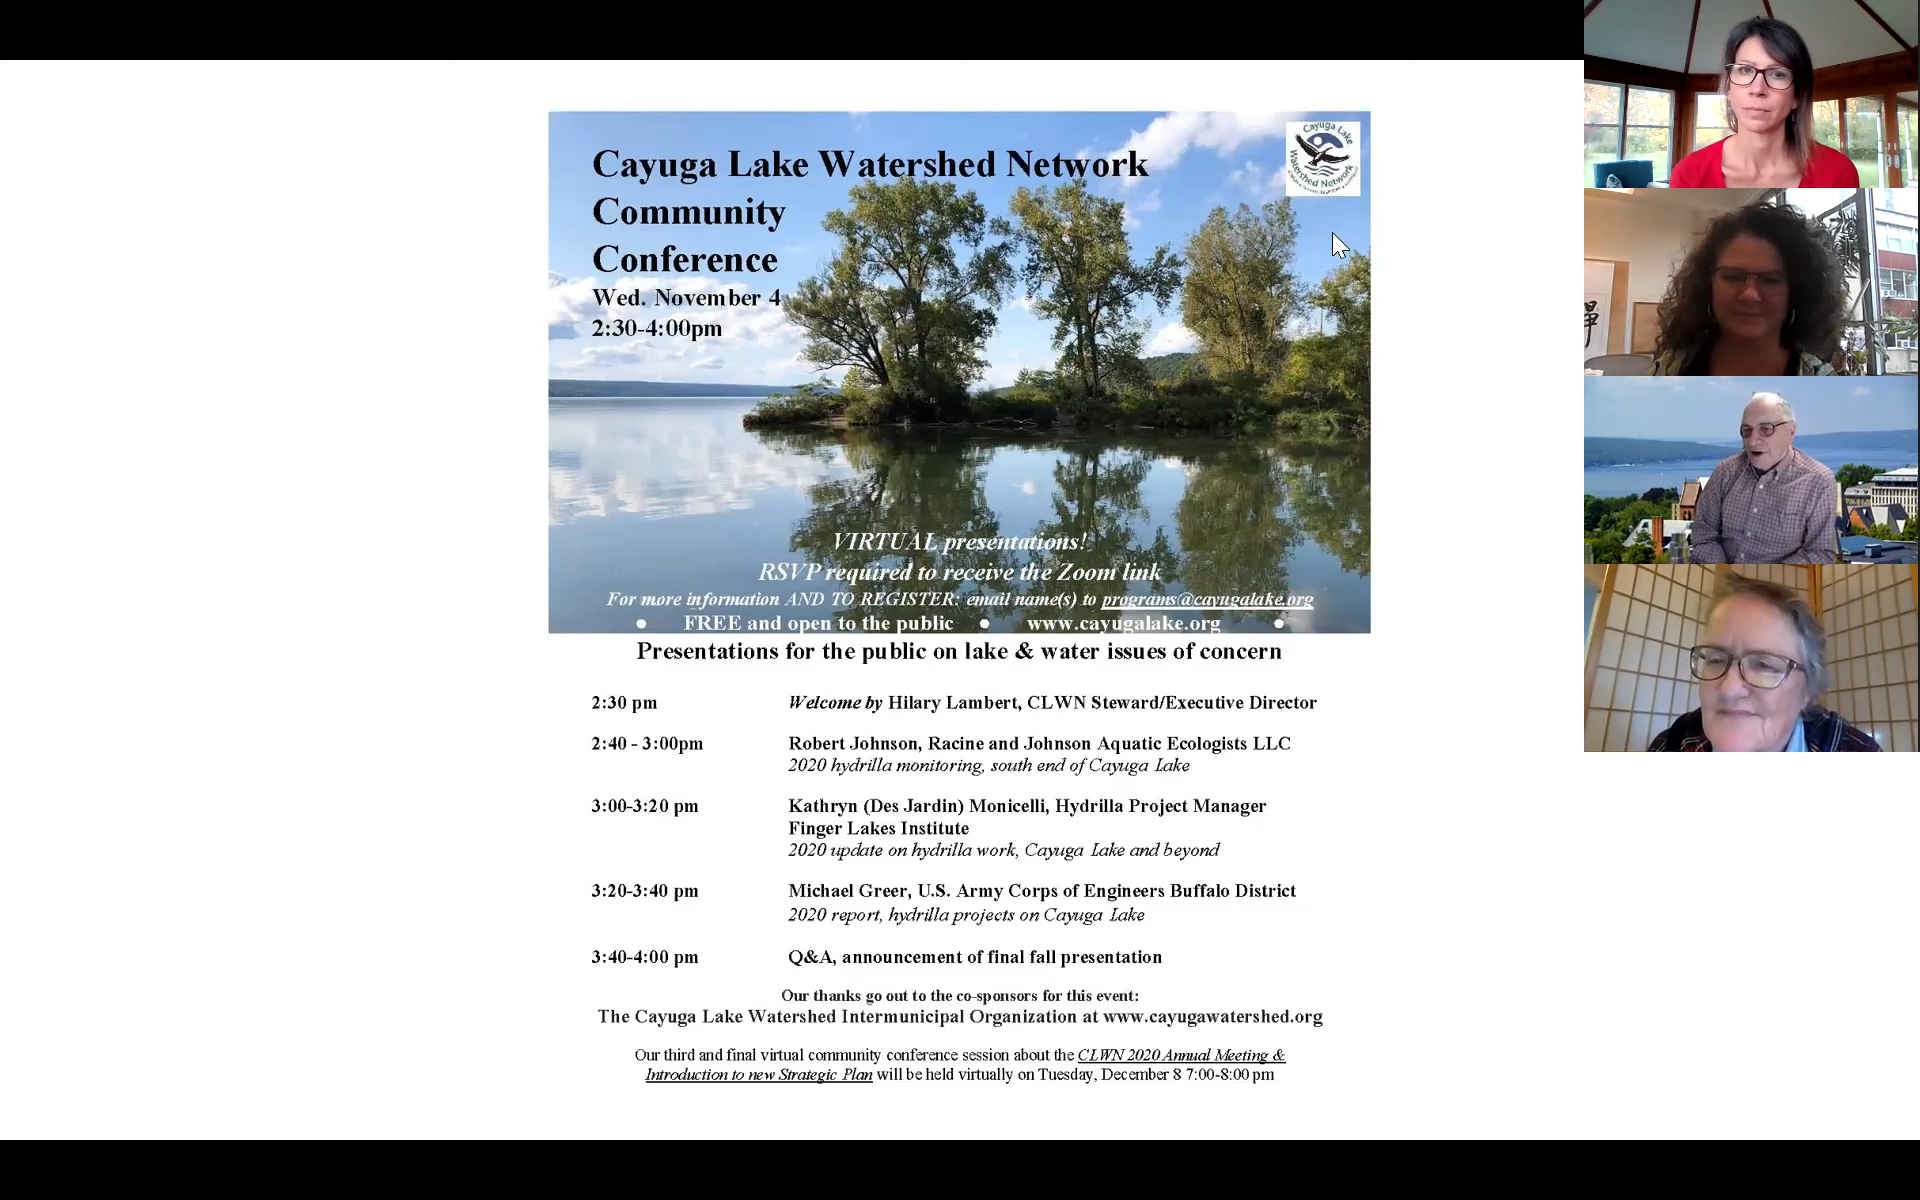 Cayuga Lake Watershed Network
Community
Conference
Wed. November 4
2:30-4:00pm
Cayuga Lake
Watershed Network
VIRTUAL presentations!
RSVP required to receive the Zoom link
For more information AND TO REGISTER: email name(s) to programs@cayugalake.org
• FREE and open to the public • www.cayugalake.org •
Presentations for the public on lake & water issues of concern
2:30 pm Welcome by Hilary Lambert, CLWN Steward/Executive Director
2:40 - 3:00pm Robert Johnson, Racine and Johnson Aquatic Ecologists LLC
2020 hydrilla monitoring, south end of Cayuga Lake
3:00-3:20 pm Kathryn (Des Jardin) Monicelli, Hydrilla Project Manager
Finger Lakes Institute
2020 update on hydrilla work, Cayuga Lake and beyond
3:20-3:40 pm Michael Greer, U.S. Army Corps of Engineers Buffalo District
2020 report, hydrilla projects on Cayuga Lake
3:40-4:00 pm Q&A, announcement of final fall presentation
Our thanks go out to the co-sponsors for this event:
The Cayuga Lake Watershed Intermunicipal Organization at www.cayugawatershed.org
Our third and final virtual community conference session about the CLWN 2020 Annual Meeting &
Introduction to new Strategic Plan will be held virtually on Tuesday, December 8 7:00-8:00 pm